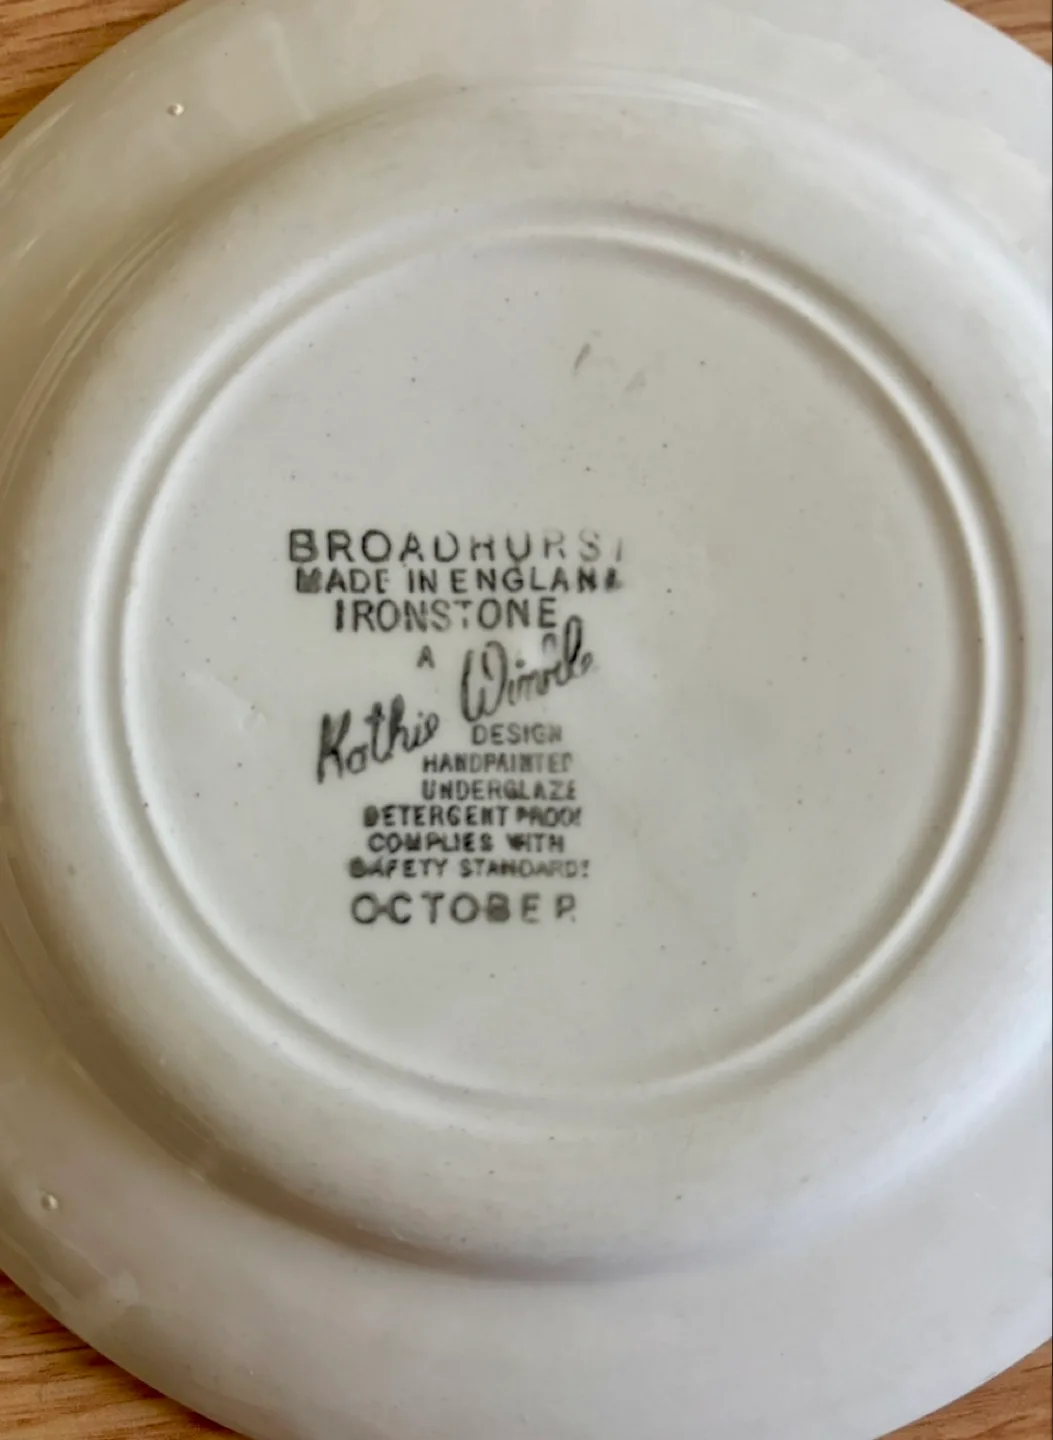 BROADHURST
MADE IN ENGLAND
IRONSTONE
A
Kathie Winkle
DESIGN
HANDPAINTED
UNDERGLAZE
DETERGENT PROOF
COMPLIES WITH
SAFETY STANDARDS
OCTOBER